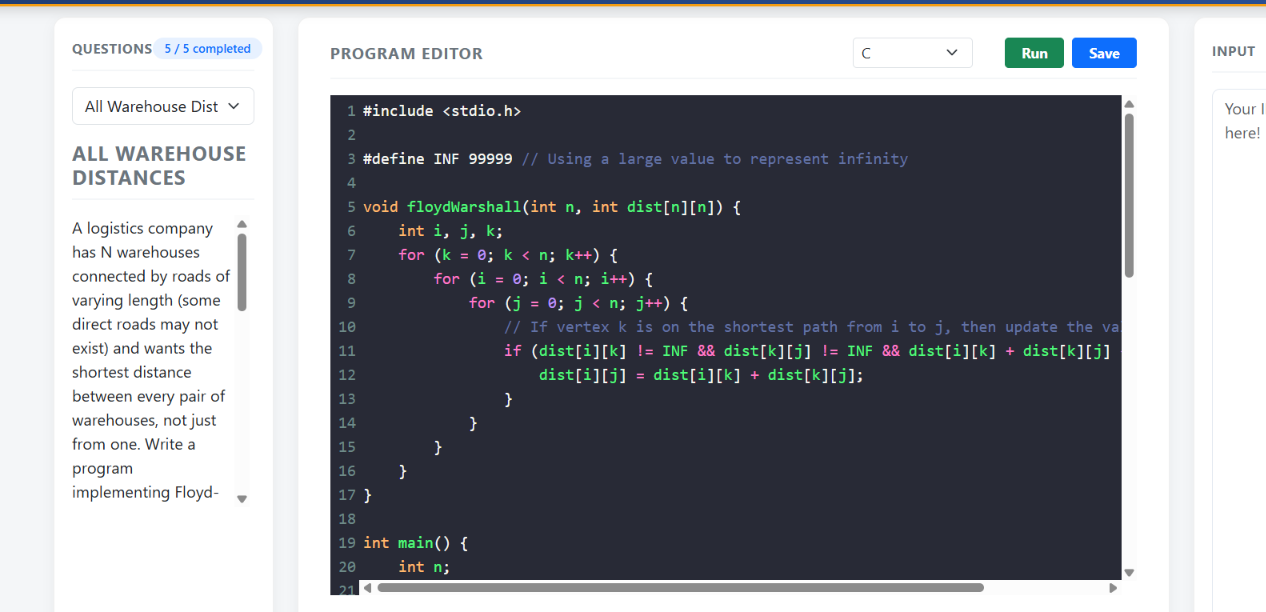 QUESTIONS 5 / 5 completed
All Warehouse Dist
ALL WAREHOUSE
DISTANCES
A logistics company
has N warehouses
connected by roads of
varying length (some
direct roads may not
exist) and wants the
shortest distance
between every pair of
warehouses, not just
from one. Write a
program
implementing Floyd-
PROGRAM EDITOR
C
Run
Save
1 #include <stdio.h>
2
3 #define INF 99999 // Using a large value to represent infinity
4
5 void floydWarshall(int n, int dist[n][n]) {
6     int i, j, k;
7     for (k = 0; k < n; k++) {
8         for (i = 0; i < n; i++) {
9             for (j = 0; j < n; j++) {
10                 // If vertex k is on the shortest path from i to j, then update the va
11                 if (dist[i][k] != INF && dist[k][j] != INF && dist[i][k] + dist[k][j]
12                     dist[i][j] = dist[i][k] + dist[k][j];
13                 }
14             }
15         }
16     }
17 }
18
19 int main() {
20     int n;
21
INPUT
Your I
here!